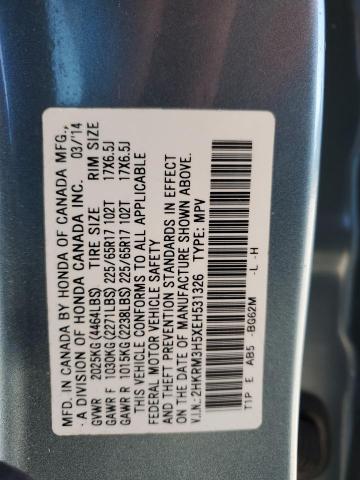 MFD. IN CANADA BY HONDA OF CANADA MFG.,
A DIVISION OF HONDA CANADA INC. 03/'14
GVWR 2025KG(4464LBS) TIRE SIZE RIM SIZE
GAWR F 1030KG(2271LBS) 225/65R17 102T 17X6.5J
GAWR R 1015KG(2238LBS) 225/65R17 102T 17X6.5J
THIS VEHICLE CONFORMS TO ALL APPLICABLE
FEDERAL MOTOR VEHICLE SAFETY
AND THEFT PREVENTION STANDARDS IN EFFECT
ON THE DATE OF MANUFACTURE SHOWN ABOVE.
V.I.N.: 2HKRM3H5XEH531326 TYPE: MPV
T1P E AB5 -BG62M -L -H